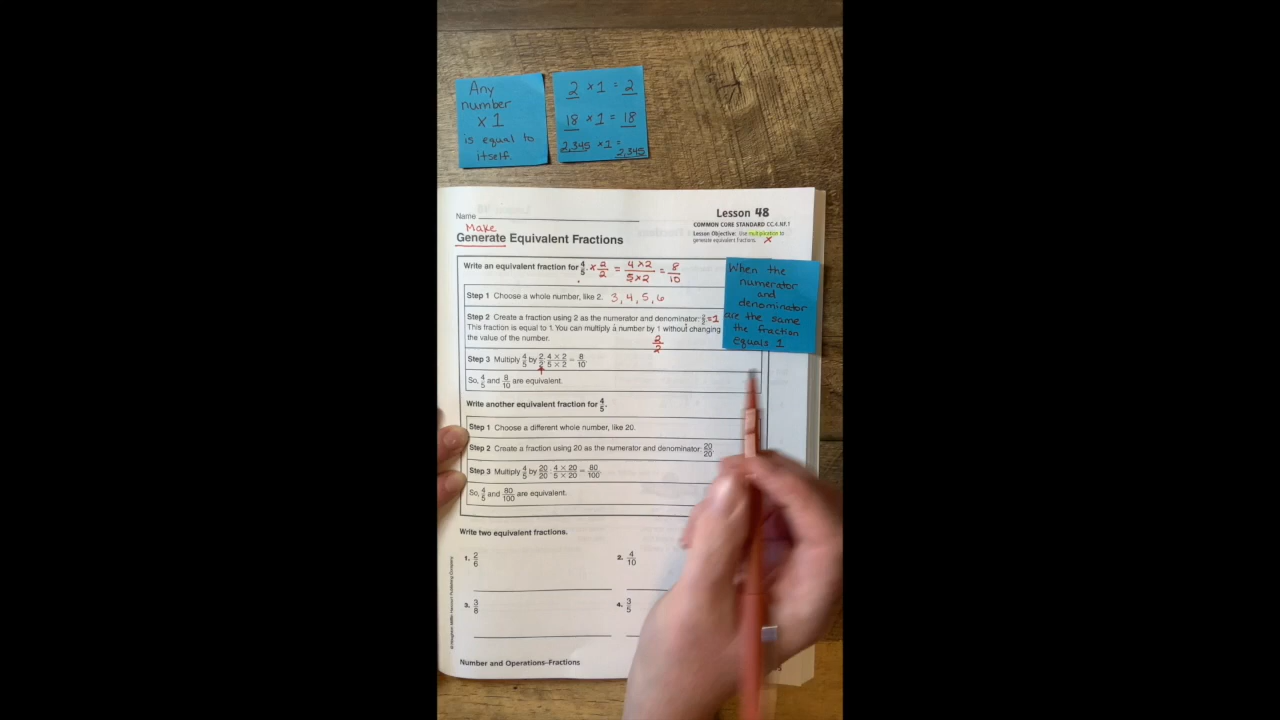 Any
number
x 1
is equal to
itself.
2 x1 = 2
18 x1 = 18
2,345 x1 =
2,345
Name
Lesson 48
COMMON CORE STANDARD CC.4.NF.1
Lesson Objective: Use multiplication to
generate equivalent fractions. x
Make
Generate Equivalent Fractions
Write an equivalent fraction for 4/5. x 2/2 = 4x2/5x2 = 8/10
Step 1 Choose a whole number, like 2. 3, 4, 5, 6
Step 2 Create a fraction using 2 as the numerator and denominator: 2/2 =1
This fraction is equal to 1. You can multiply a number by 1 without changing
the value of the number.
2/2
When the
numerator
and
denominator
are the same
the fraction
equals 1
Step 3 Multiply 4/5 by 2/2: 4 × 2/5 × 2 = 8/10
So, 4/5 and 8/10 are equivalent.
Write another equivalent fraction for 4/5.
Step 1 Choose a different whole number, like 20.
Step 2 Create a fraction using 20 as the numerator and denominator: 20/20
Step 3 Multiply 4/5 by 20/20: 4 × 20/5 × 20 = 80/100
So, 4/5 and 80/100 are equivalent.
Write two equivalent fractions.
1. 2/6
2. 4/10
3. 3/8
4. 3/5
Number and Operations–Fractions